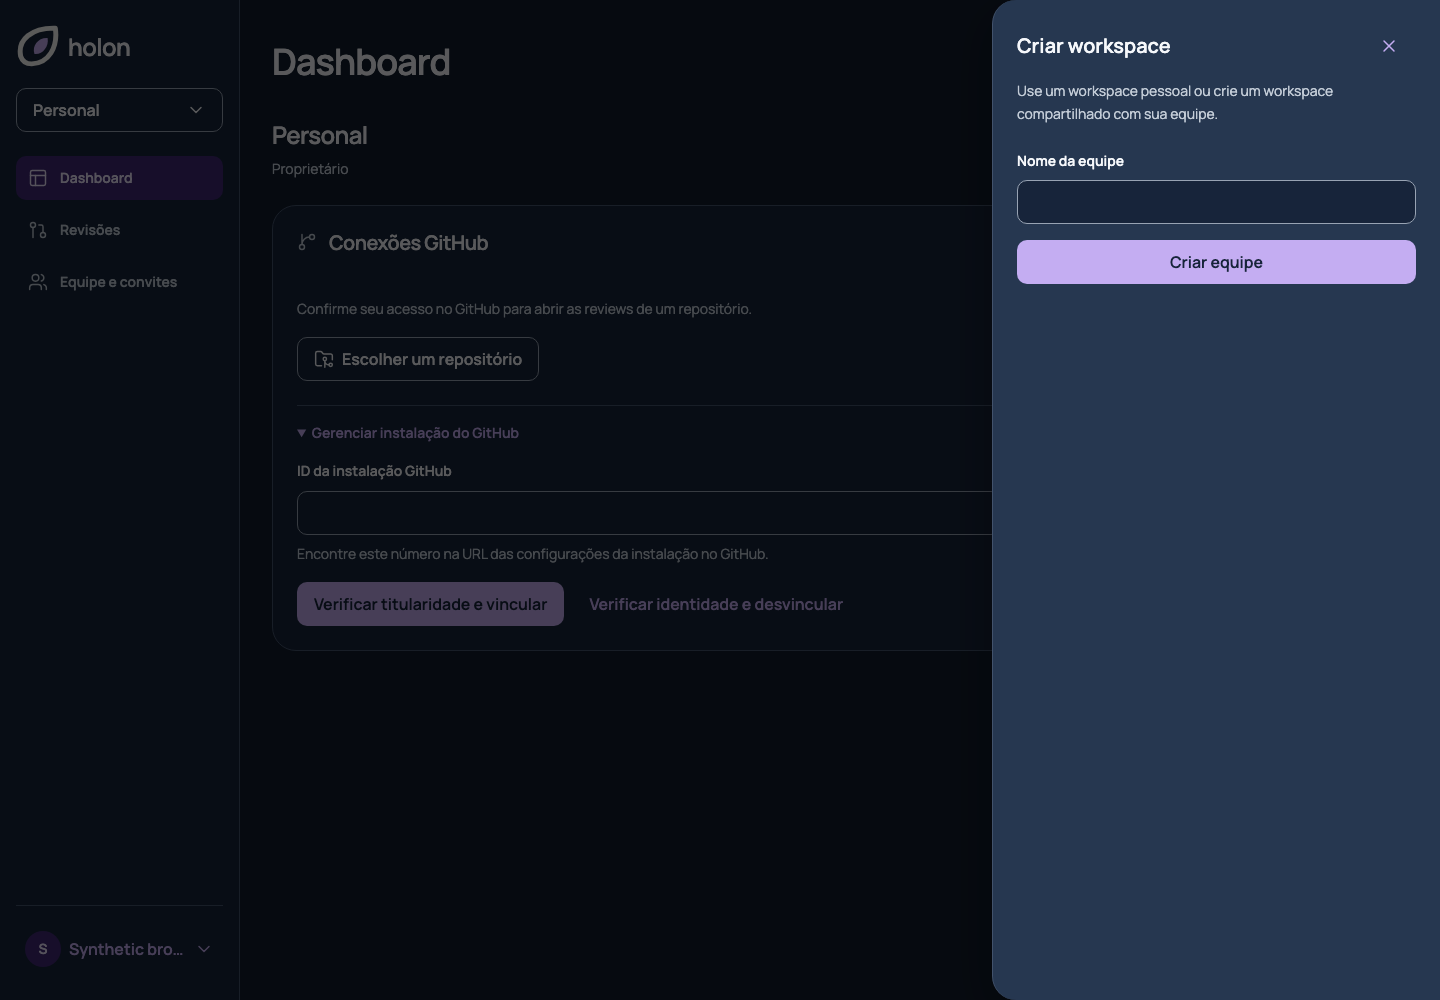 holon
Personal
Dashboard
Revisões
Equipe e convites
S
Synthetic bro...
Dashboard
Personal
Proprietário
Conexões GitHub
Confirme seu acesso no GitHub para abrir as reviews de um repositório.
Escolher um repositório
Gerenciar instalação do GitHub
ID da instalação GitHub
Encontre este número na URL das configurações da instalação no GitHub.
Verificar titularidade e vincular
Verificar identidade e desvincular
Criar workspace
Use um workspace pessoal ou crie um workspace
compartilhado com sua equipe.
Nome da equipe
Criar equipe